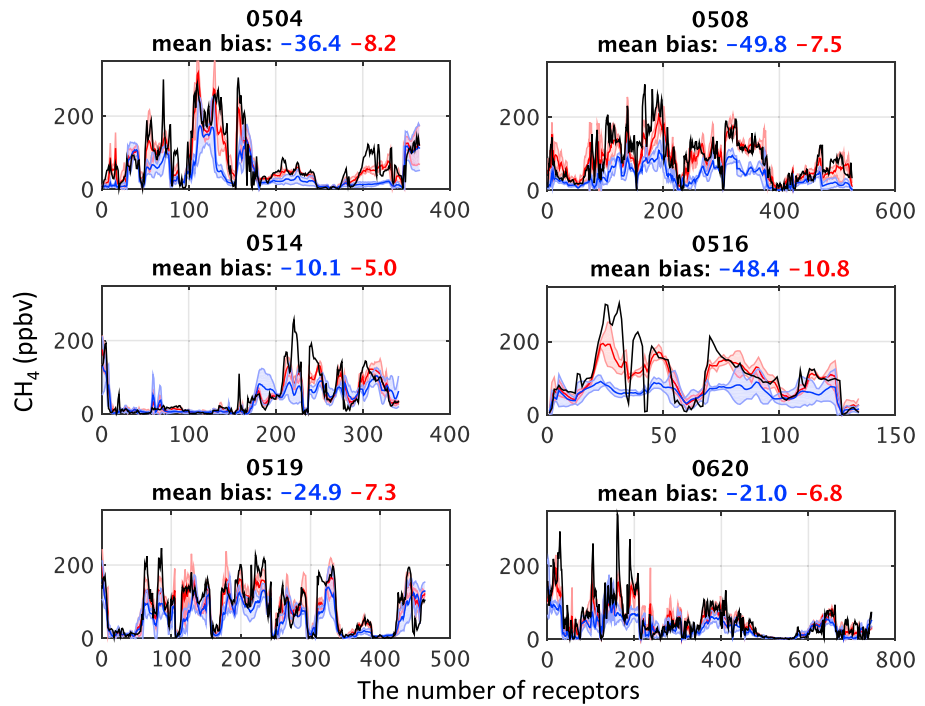 0504
mean bias: −36.4 −8.2
200
0
0 100 200 300 400
0508
mean bias: −49.8 −7.5
200
0
0 200 400 600
0514
mean bias: −10.1 −5.0
200
0
0 100 200 300 400
0516
mean bias: −48.4 −10.8
200
0
0 50 100 150
0519
mean bias: −24.9 −7.3
200
0
0 100 200 300 400 500
0620
mean bias: −21.0 −6.8
200
0
0 200 400 600 800
CH₄ (ppbv)
The number of receptors